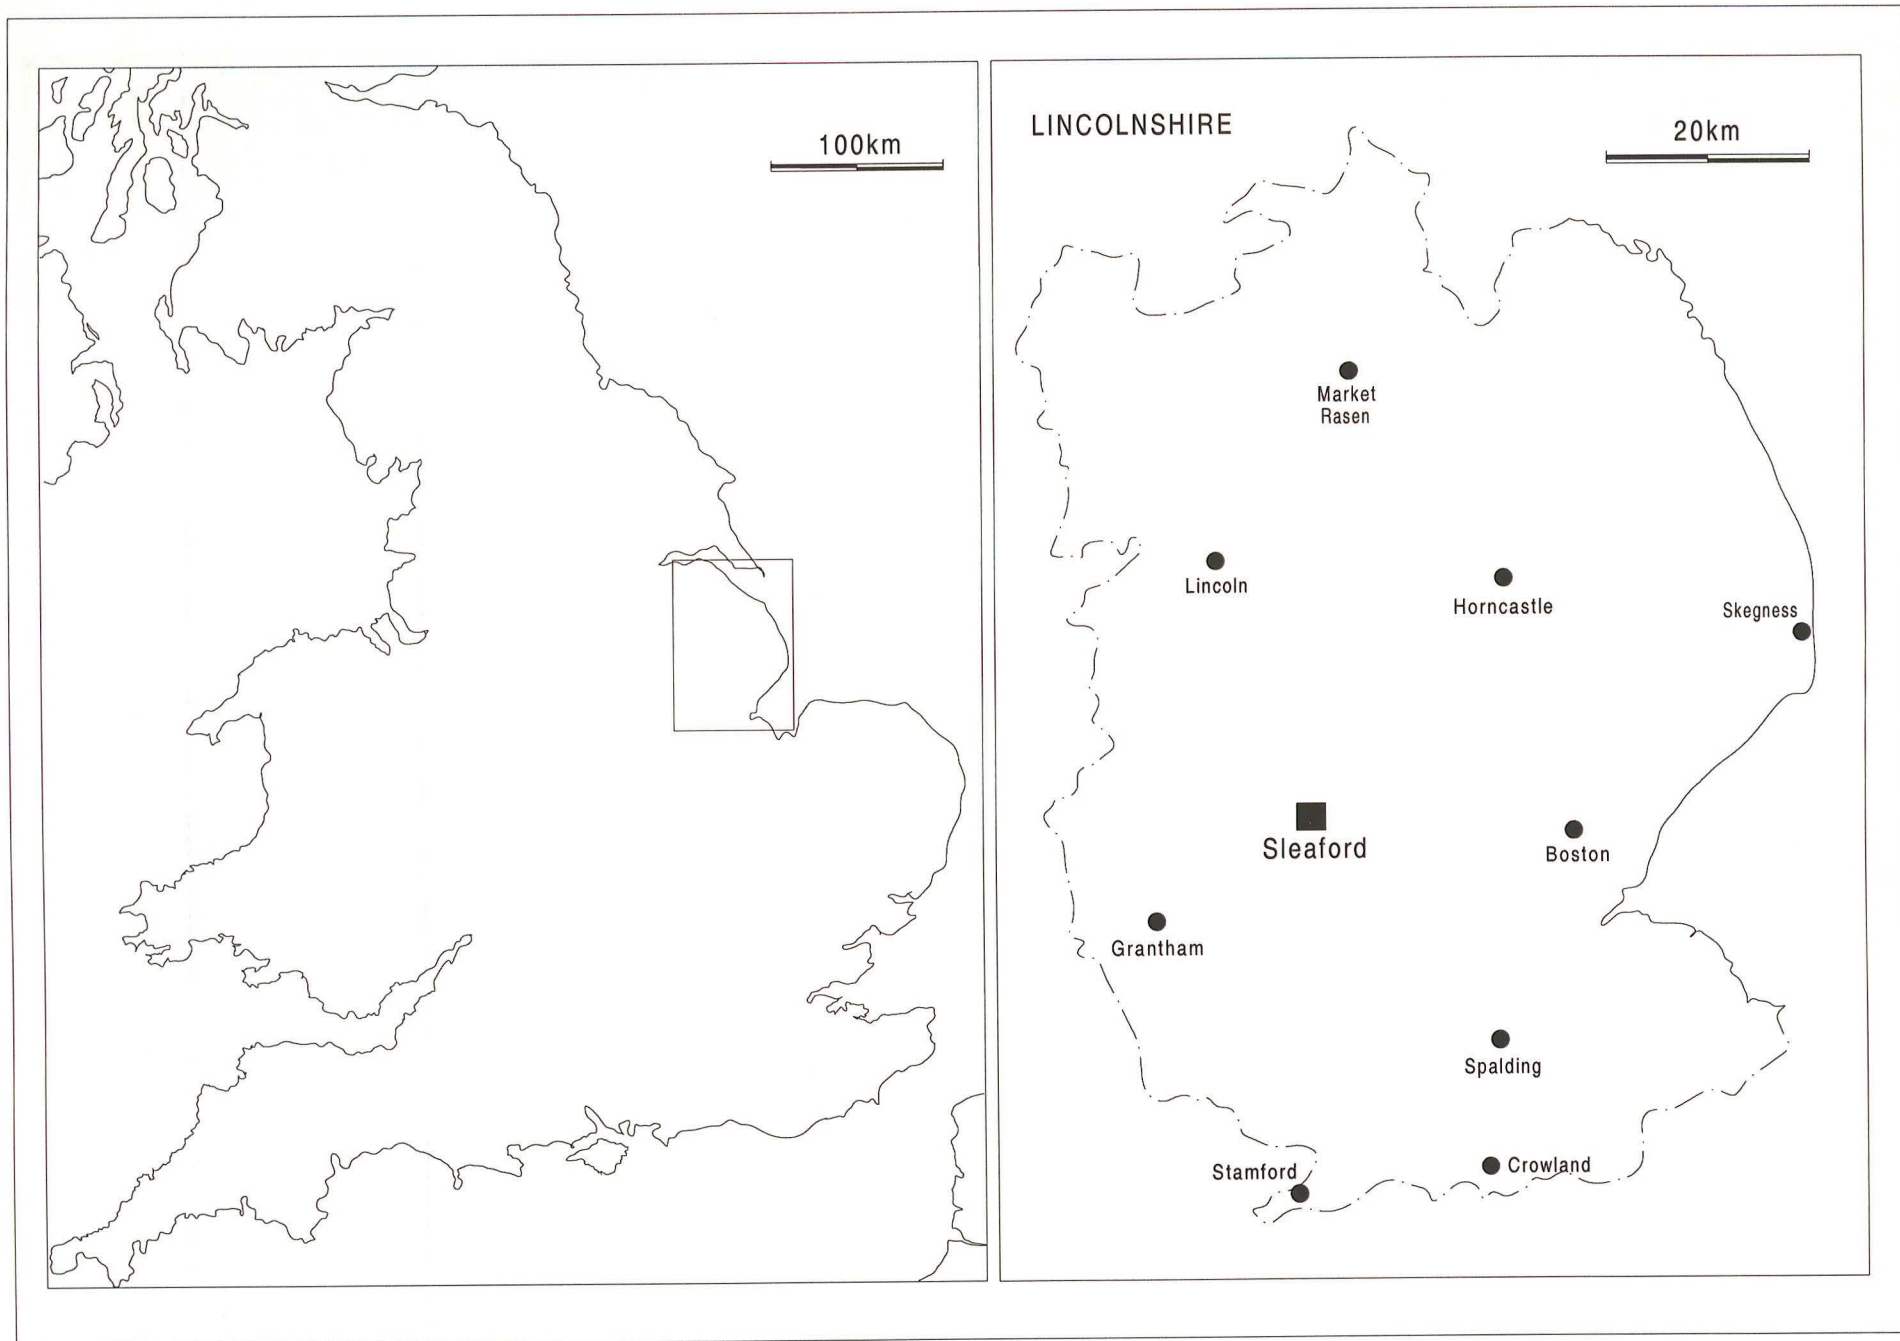 100km
LINCOLNSHIRE
20km
Market
Rasen
Lincoln
Horncastle
Skegness
Sleaford
Boston
Grantham
Spalding
Stamford
Crowland